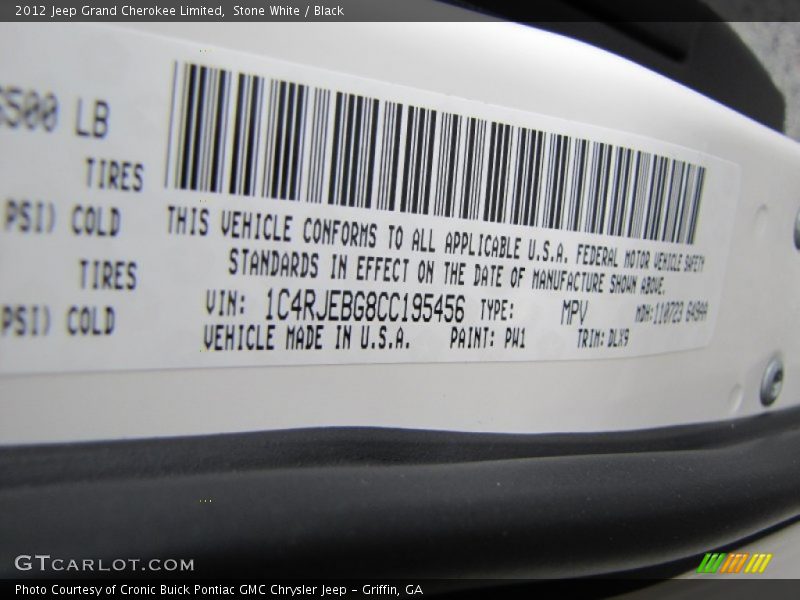 2012 Jeep Grand Cherokee Limited, Stone White / Black
500 LB
TIRES
PSI) COLD
TIRES
PSI) COLD
THIS VEHICLE CONFORMS TO ALL APPLICABLE U.S.A. FEDERAL MOTOR VEHICLE SAFETY
STANDARDS IN EFFECT ON THE DATE OF MANUFACTURE SHOWN ABOVE.
VIN: 1C4RJEBG8CC195456 TYPE: MPV MDH:110723
VEHICLE MADE IN U.S.A. PAINT: PW1 TRIM: DLX9
GTCARLOT.COM
Photo Courtesy of Cronic Buick Pontiac GMC Chrysler Jeep - Griffin, GA